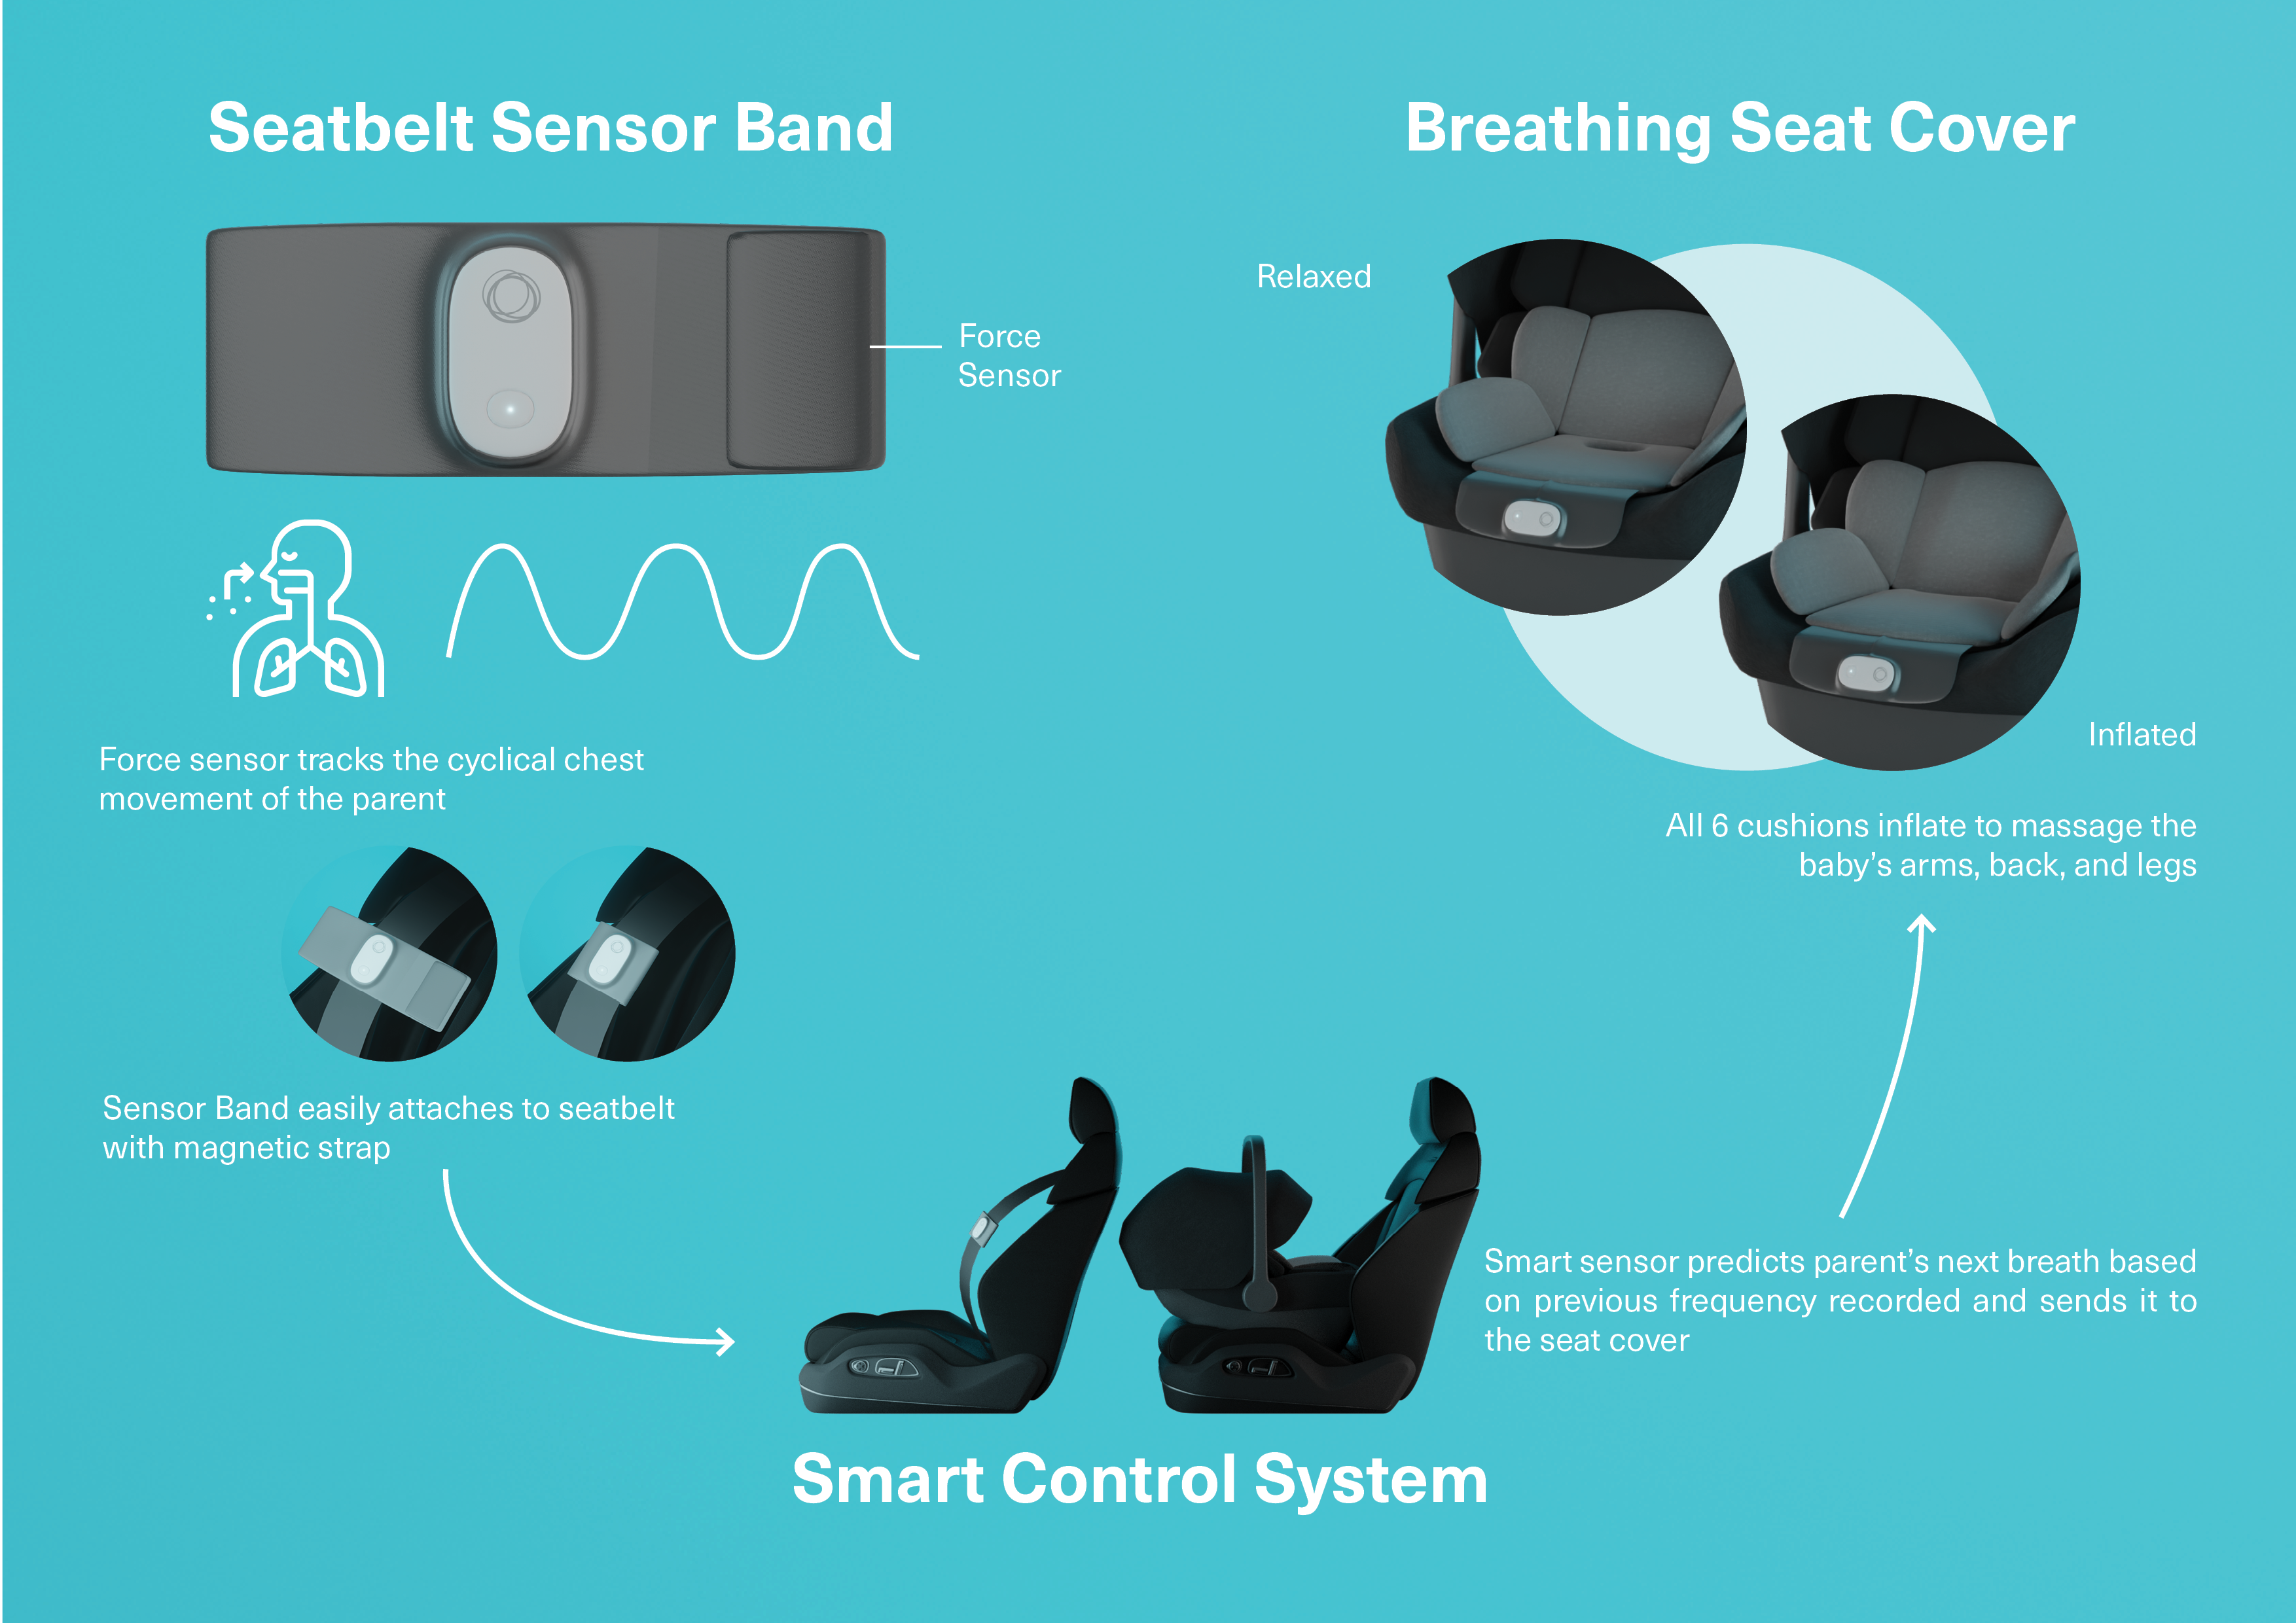 Seatbelt Sensor Band
Force
Sensor
Force sensor tracks the cyclical chest
movement of the parent
Sensor Band easily attaches to seatbelt
with magnetic strap
Smart Control System
Smart sensor predicts parent’s next breath based
on previous frequency recorded and sends it to
the seat cover
Breathing Seat Cover
Relaxed
Inflated
All 6 cushions inflate to massage the
baby’s arms, back, and legs